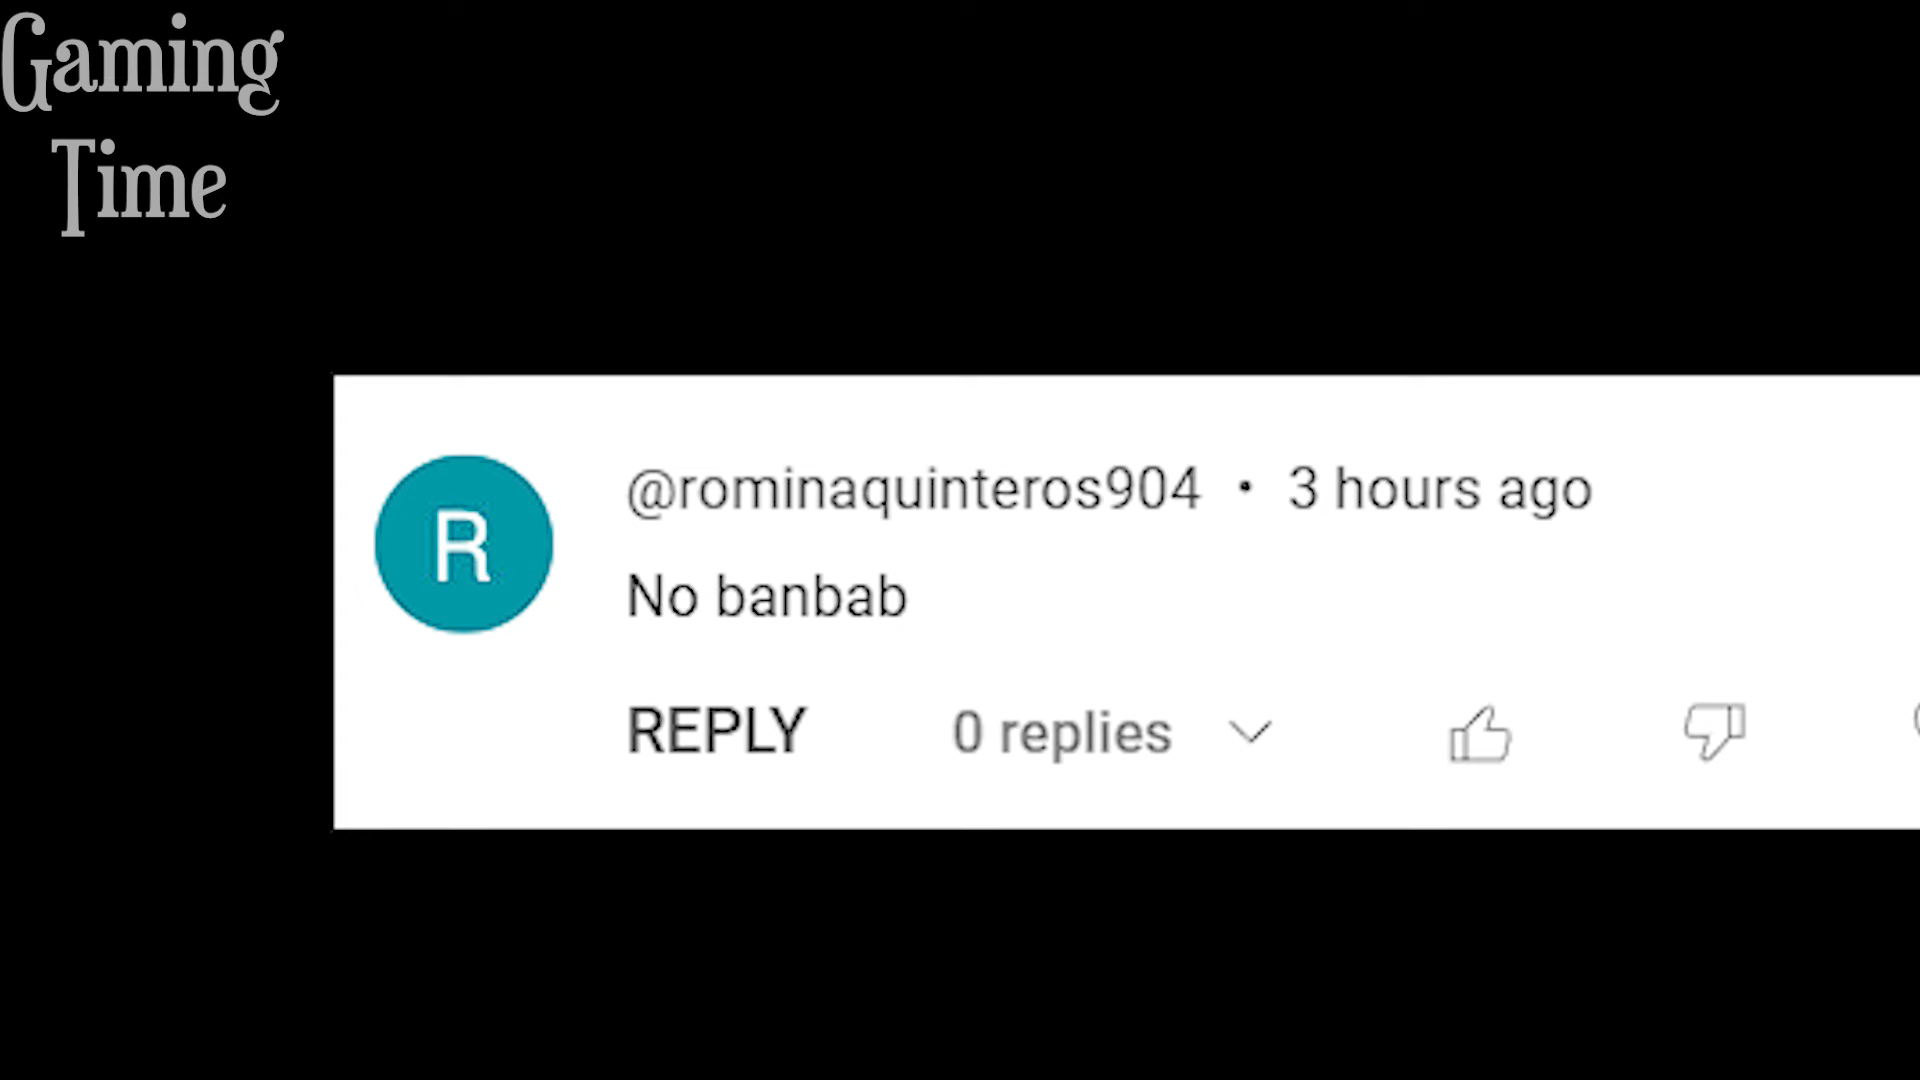 Gaming
Time
@rominaquinteros904 • 3 hours ago
No banbab
REPLY 0 replies
R